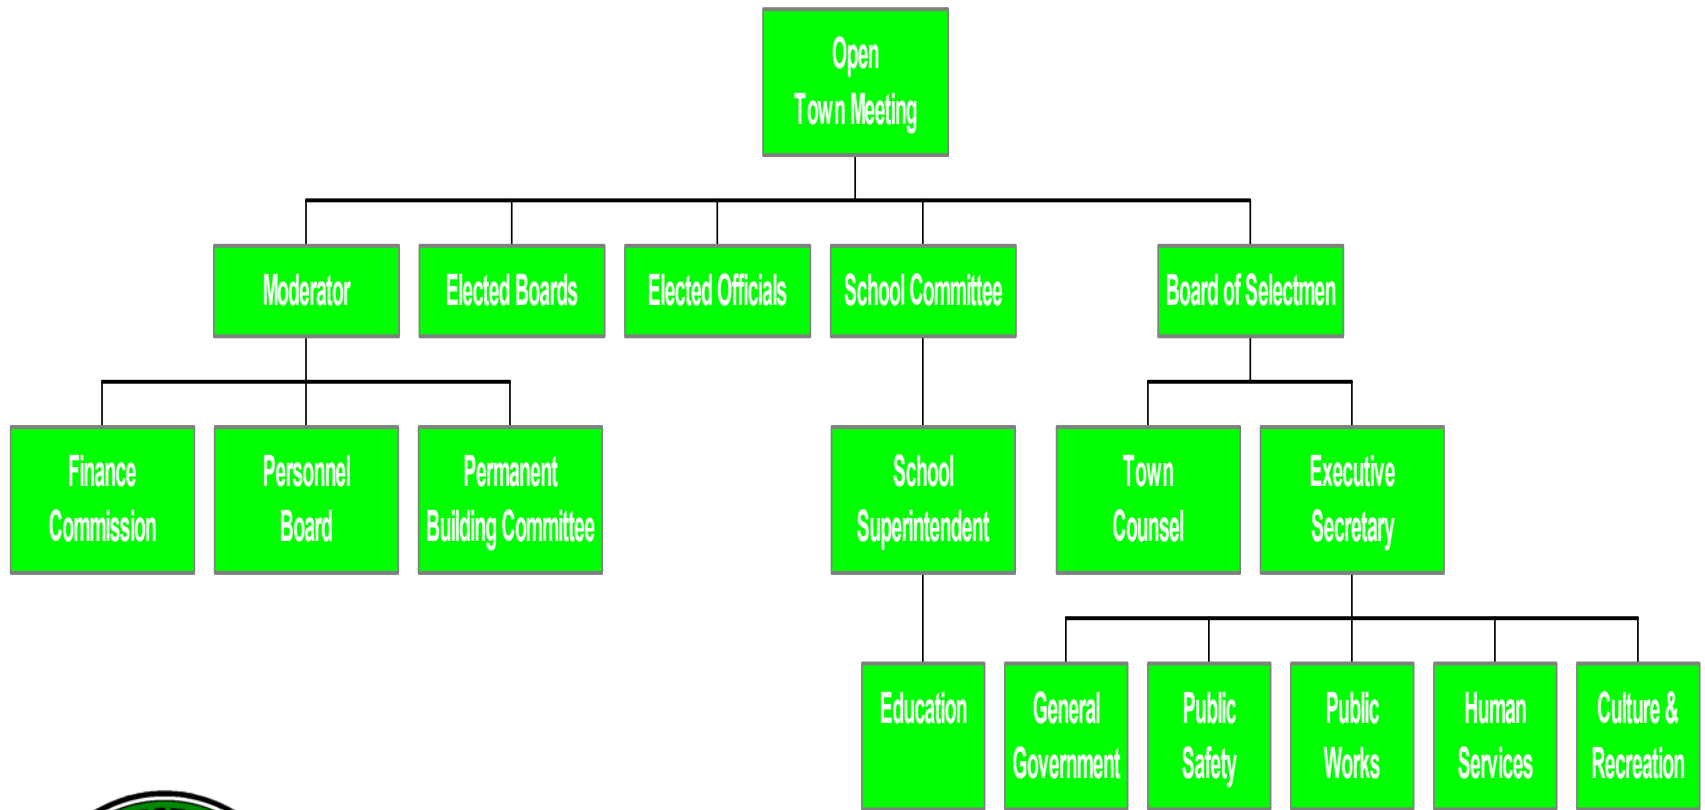 Open
Town Meeting
Moderator
Elected Boards
Elected Officials
School Committee
Board of Selectmen
Finance
Commission
Personnel
Board
Permanent
Building Committee
School
Superintendent
Town
Counsel
Executive
Secretary
Education
General
Government
Public
Safety
Public
Works
Human
Services
Culture &
Recreation